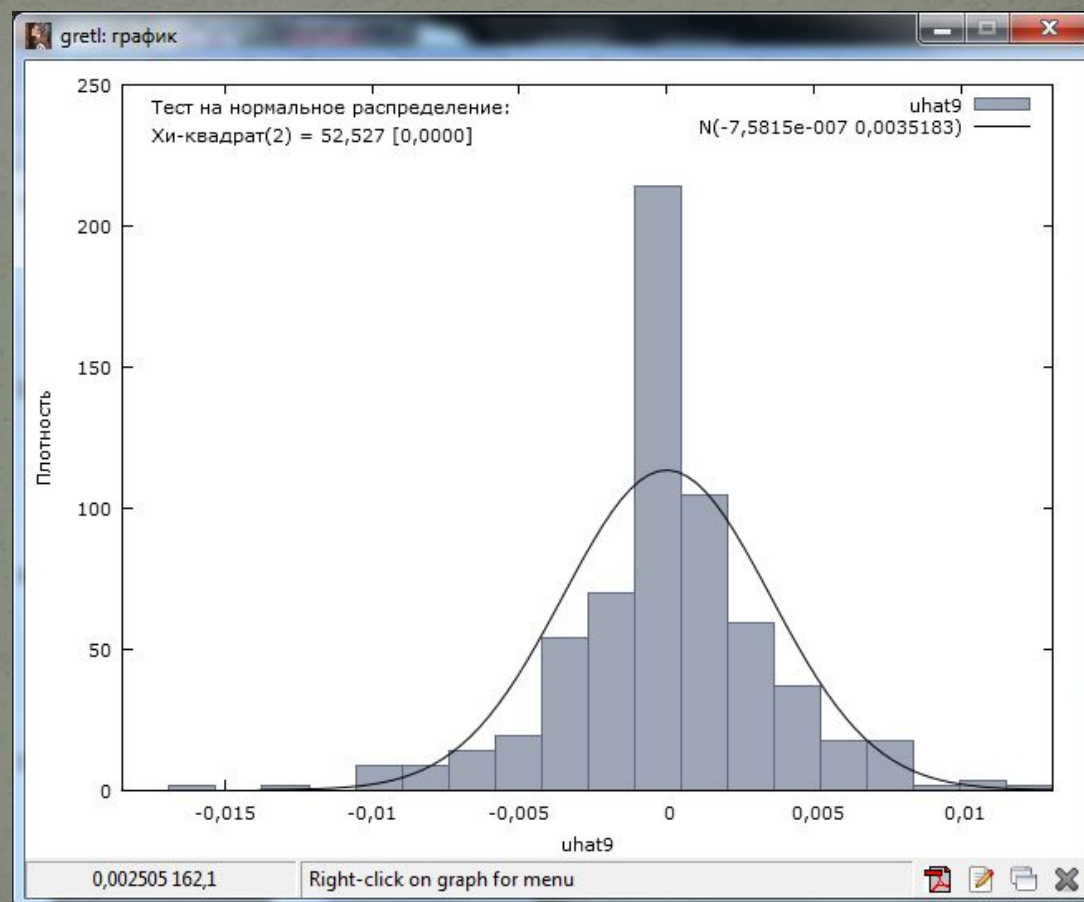 gretl: график
Тест на нормальное распределение:
Хи-квадрат(2) = 52,527 [0,0000]
uhat9
N(-7,5815e-007 0,0035183)
250
200
150
100
50
0
Плотность
-0,015 -0,01 -0,005 0 0,005 0,01
uhat9
0,002505 162,1
Right-click on graph for menu